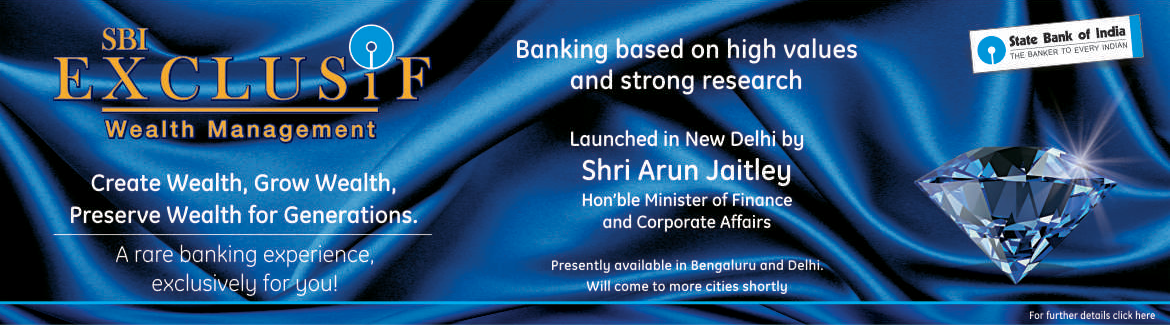 SBI
EXCLUSiF
Wealth Management
Create Wealth, Grow Wealth,
Preserve Wealth for Generations.
A rare banking experience,
exclusively for you!
Banking based on high values
and strong research
Launched in New Delhi by
Shri Arun Jaitley
Hon'ble Minister of Finance
and Corporate Affairs
Presently available in Bengaluru and Delhi.
Will come to more cities shortly
State Bank of India
THE BANKER TO EVERY INDIAN
For further details click here